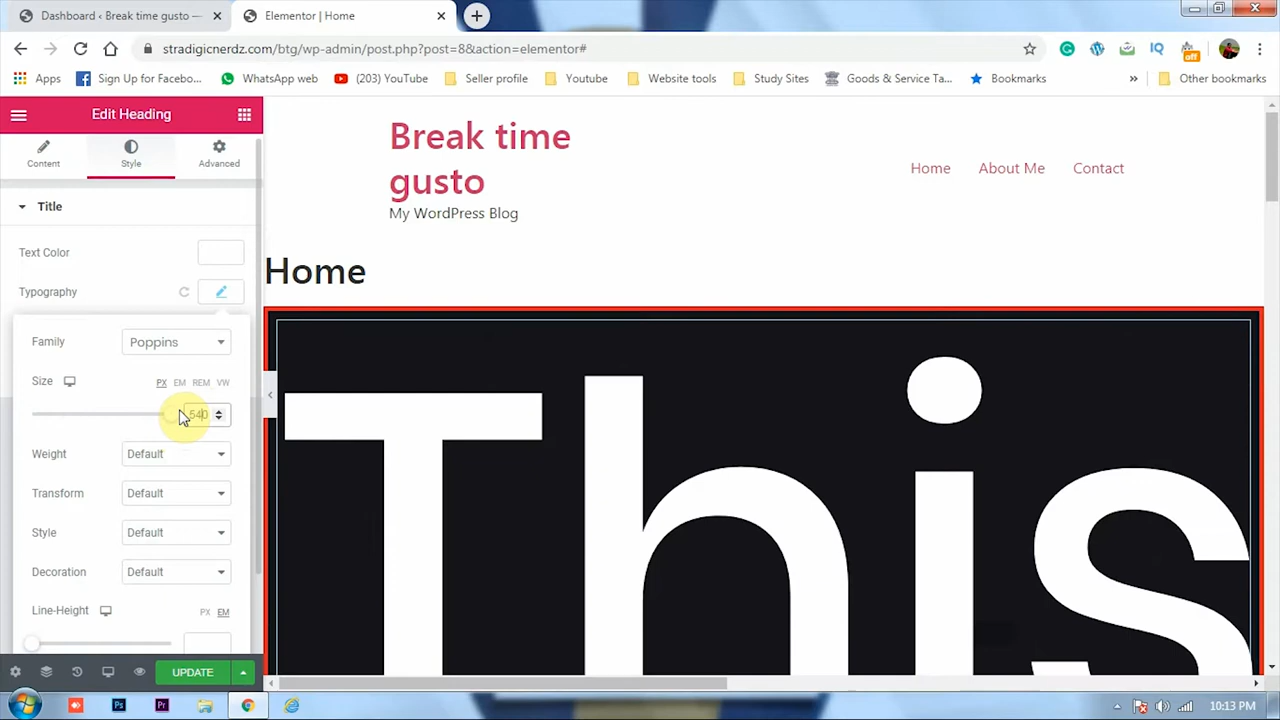 Dashboard ‹ Break time gusto —
Elementor | Home
stradigicnerdz.com/btg/wp-admin/post.php?post=8&action=elementor#
Apps
Sign Up for Facebo...
WhatsApp web
(203) YouTube
Seller profile
Youtube
Website tools
Study Sites
Goods & Service Ta...
Bookmarks
»
Other bookmarks
off
Edit Heading
Content
Style
Advanced
Title
Text Color
Typography
Family
Poppins
Size
PX EM REM VW
540
Weight
Default
Transform
Default
Style
Default
Decoration
Default
Line-Height
PX EM
UPDATE
Break time
gusto
My WordPress Blog
Home
About Me
Contact
Home
This
10:13 PM